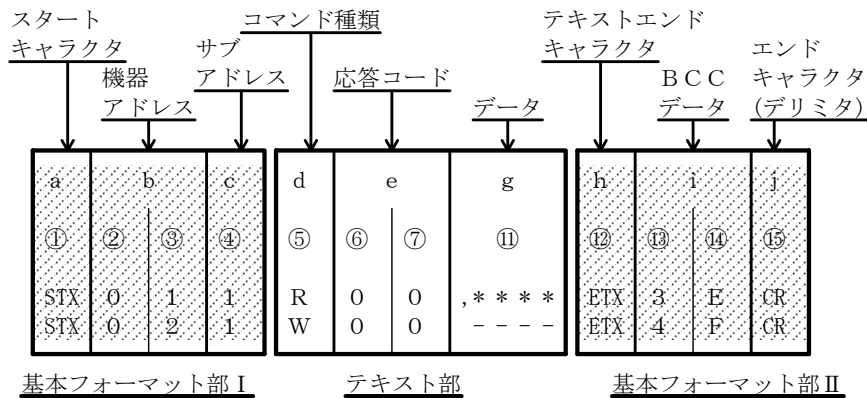 スタート
キャラクタ
機器
アドレス
サブ
アドレス
コマンド種類
応答コード
データ
テキストエンド
キャラクタ
ＢＣＣ
データ
エンド
キャラクタ
(デリミタ)
a b c d e g h i j
① ② ③ ④ ⑤ ⑥ ⑦ ⑪ ⑫ ⑬ ⑭ ⑮
STX 0 1 1 R 0 0 ,＊＊＊＊ ETX 3 E CR
STX 0 2 1 W 0 0 ---- ETX 4 F CR
基本フォーマット部Ⅰ テキスト部 基本フォーマット部Ⅱ